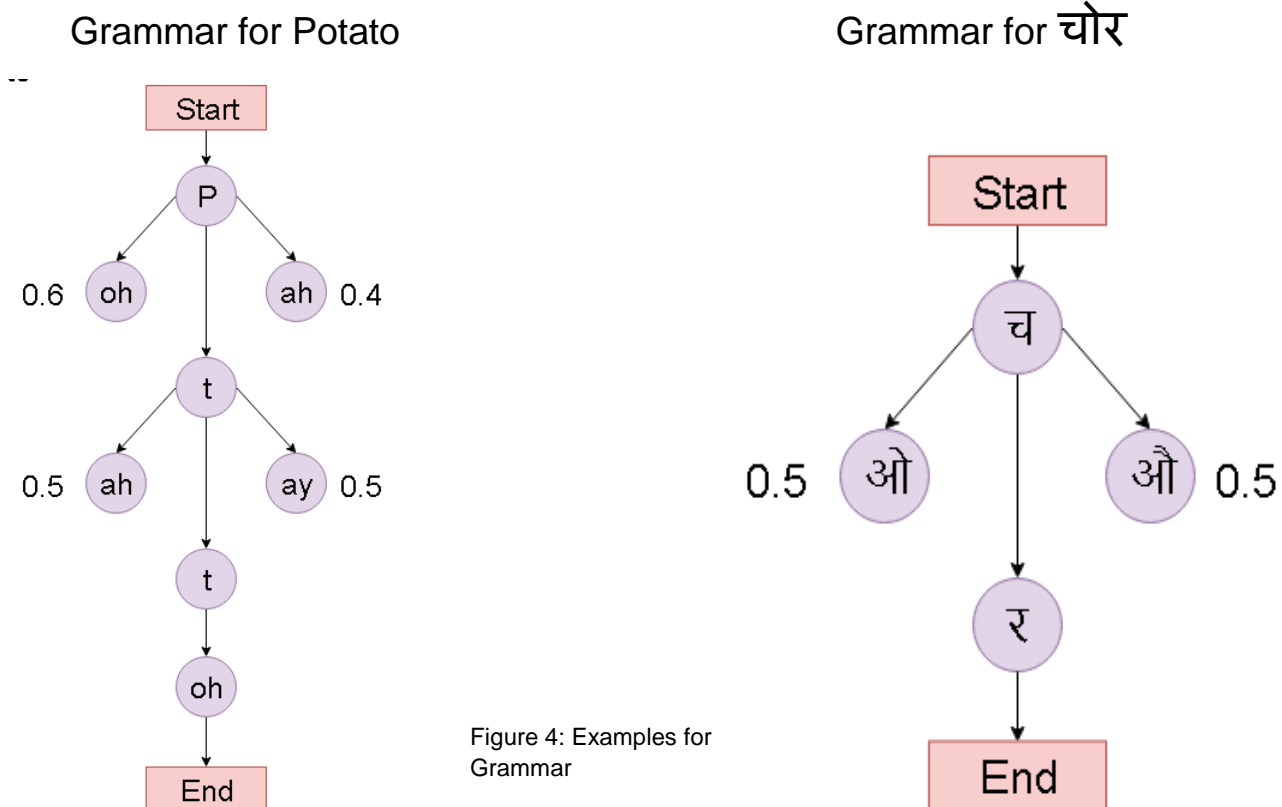 Grammar for Potato
Start
P
0.6 oh ah 0.4
t
0.5 ah ay 0.5
t
oh
End
Figure 4: Examples for
Grammar
Grammar for चोर
Start
च
0.5 ओ औ 0.5
र
End